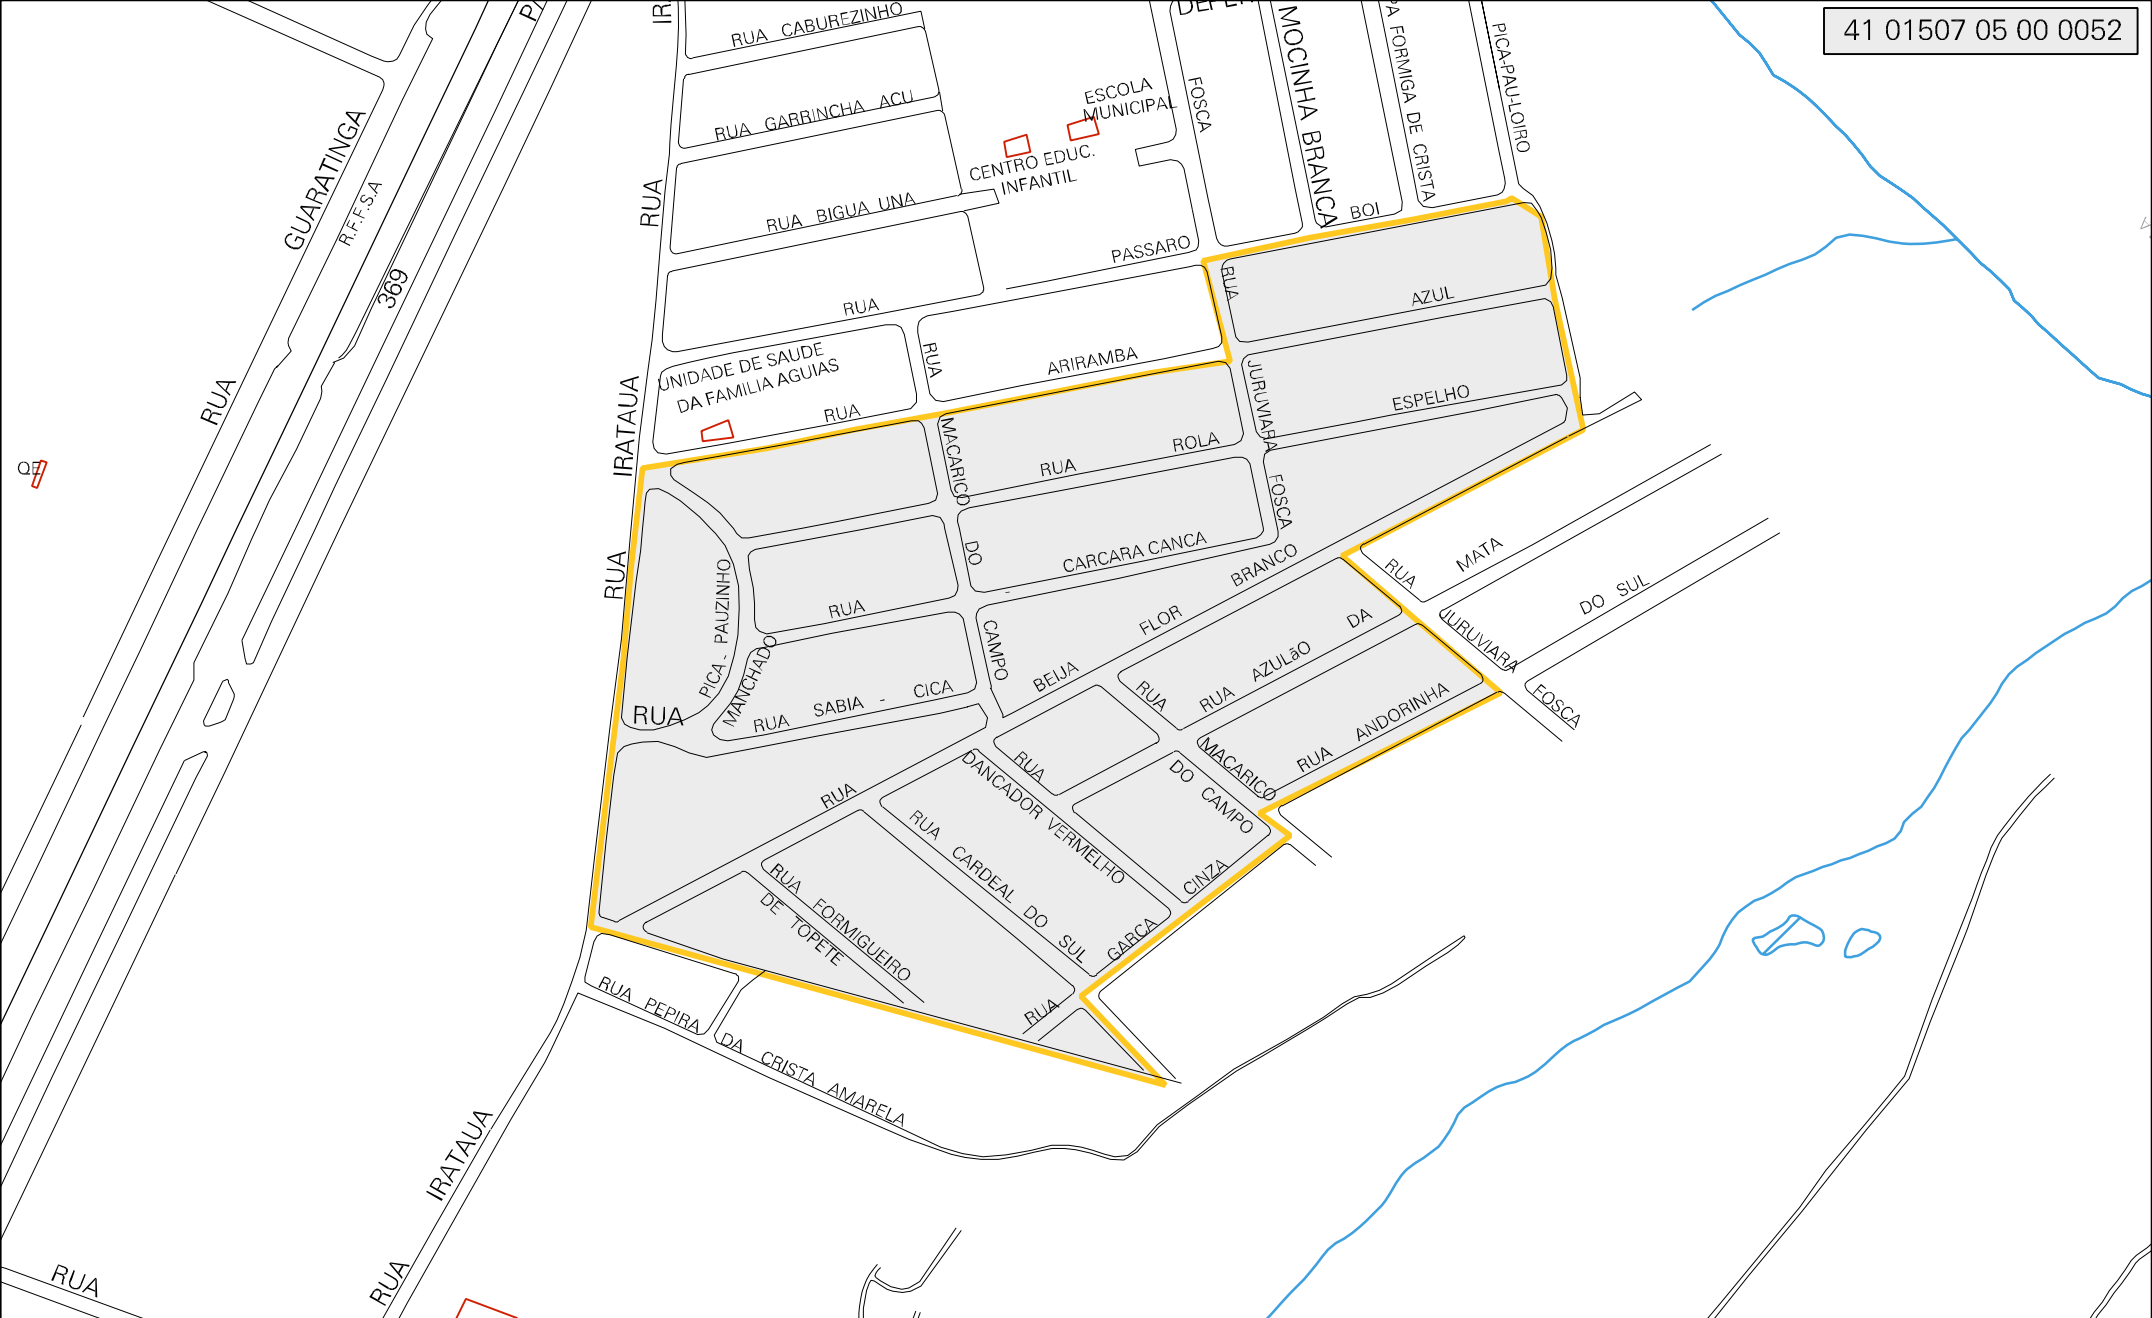 41 01507 05 00 0052
RUA CABUREZINHO
RUA GARRINCHA ACU
RUA BIGUA UNA
ESCOLA
MUNICIPAL
CENTRO EDUC.
INFANTIL
FOSCA
MOCINHA BRANCA
PA FORMIGA DE CRISTA
PICA-PAU-LOIRO
RUA GUARATINGA
R.F.F.S.A
369
RUA
RUA PASSARO BOI AZUL
RUA
UNIDADE DE SAUDE
DA FAMILIA AGUIAS
RUA ARIRAMBA ESPELHO
RUA
RUA JURUVIARA FOSCA
QE
IRATAUA
RUA
RUA ROLA
MACARICO DO CAMPO
RUA CARCARA CANCA
PICA - PAUZINHO
MANCHADO
RUA
RUA SABIA - CICA
RUA BEIJA FLOR BRANCO
RUA MATA
JURUVIARA
DO SUL
FOSCA
RUA AZULãO DA
RUA ANDORINHA
RUA
MACARICO
DO CAMPO
RUA
DANCADOR VERMELHO
RUA CARDEAL DO SUL
RUA FORMIGUEIRO
DE TOPETE
RUA GARCA CINZA
RUA PEPIRA DA CRISTA AMARELA
RUA IRATAUA
RUA